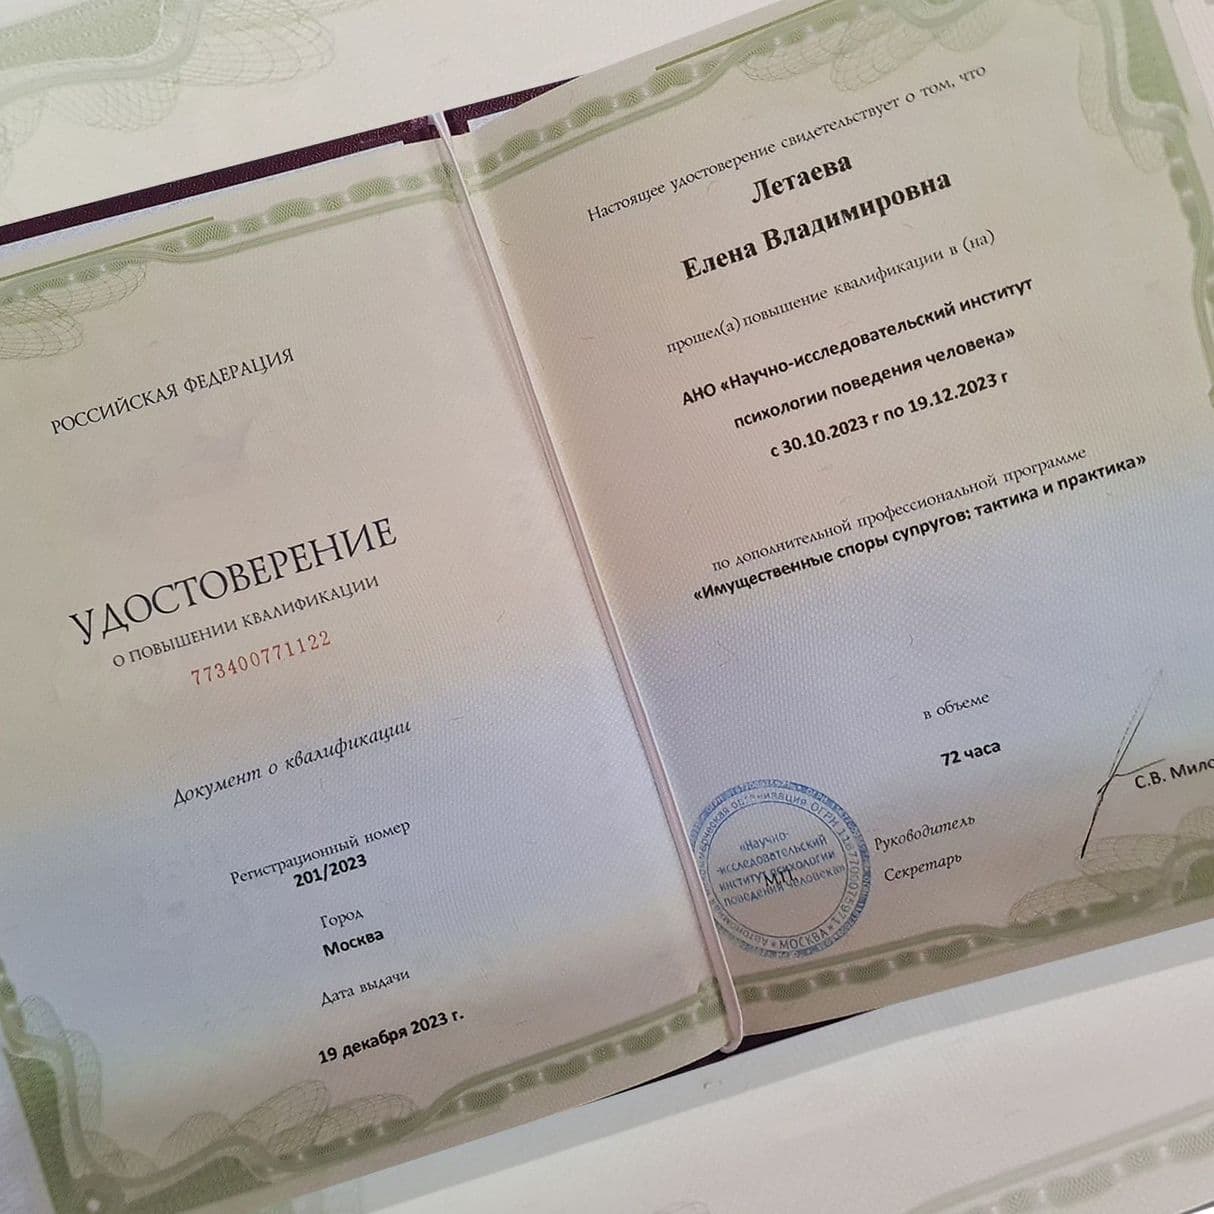 РОССИЙСКАЯ ФЕДЕРАЦИЯ
УДОСТОВЕРЕНИЕ
О ПОВЫШЕНИИ КВАЛИФИКАЦИИ
773400771122
Документ о квалификации
Регистрационный номер
201/2023
Город
Москва
Дата выдачи
19 декабря 2023 г.
Настоящее удостоверение свидетельствует о том, что
Летаева
Елена Владимировна
прошел(а) повышение квалификации в (на)
АНО «Научно-исследовательский институт
психологии поведения человека»
с 30.10.2023 г по 19.12.2023 г
по дополнительной профессиональной программе
«Имущественные споры супругов: тактика и практика»
в объеме
72 часа
Руководитель
С.В. Мило
Секретарь
М.П.
«Научно-
-исследовательский
институт психологии
поведения человека»
МОСКВА